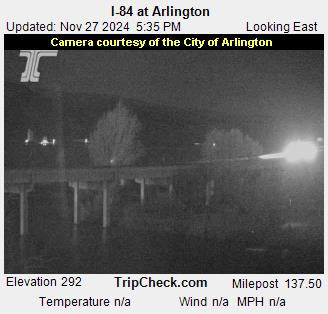 I-84 at Arlington
Updated: Nov 27 2024 5:35 PM Looking East
Camera courtesy of the City of Arlington
Elevation 292 TripCheck.com Milepost 137.50
Temperature n/a Wind n/a MPH n/a